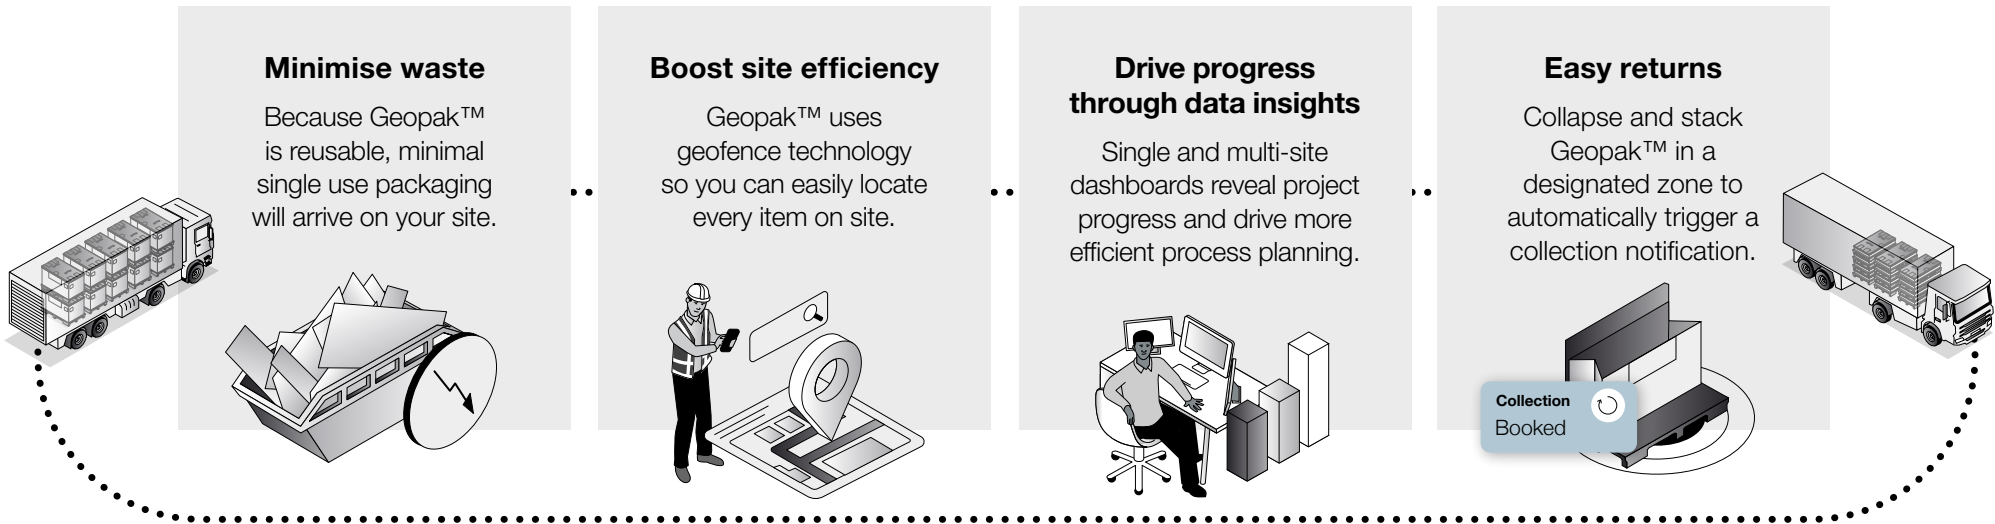 Minimise waste
Because Geopak™
is reusable, minimal
single use packaging
will arrive on your site.
Boost site efficiency
Geopak™ uses
geofence technology
so you can easily locate
every item on site.
Drive progress
through data insights
Single and multi-site
dashboards reveal project
progress and drive more
efficient process planning.
Easy returns
Collapse and stack
Geopak™ in a
designated zone to
automatically trigger a
collection notification.
Collection
Booked